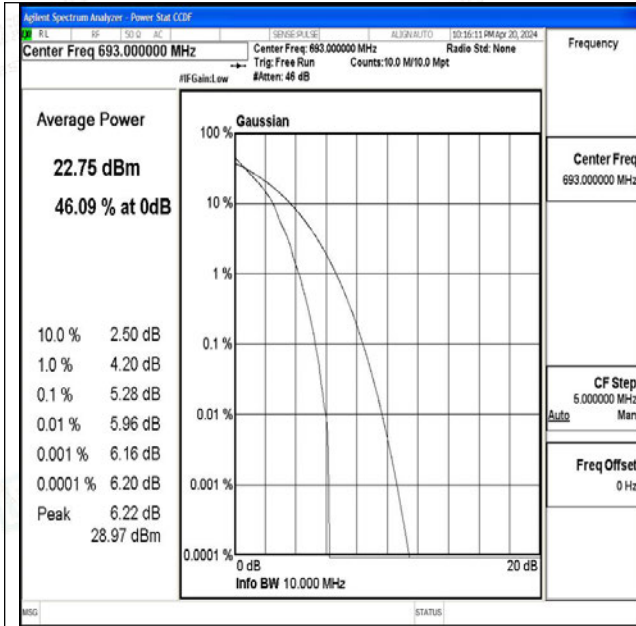 Agilent Spectrum Analyzer - Power Stat CCDF
RL RF 50 Ω AC SENSE:PULSE ALIGNAUTO 10:16:11 PM Apr 20, 2024
Center Freq 693.000000 MHz
Center Freq: 693.000000 MHz Radio Std: None
Trig: Free Run Counts:10.0 M/10.0 Mpt
#IFGain:Low #Atten: 46 dB
Frequency
Average Power
22.75 dBm
46.09 % at 0dB
10.0 % 2.50 dB
1.0 % 4.20 dB
0.1 % 5.28 dB
0.01 % 5.96 dB
0.001 % 6.16 dB
0.0001 % 6.20 dB
Peak 6.22 dB
28.97 dBm
Gaussian
100 %
10 %
1 %
0.1 %
0.01 %
0.001 %
0.0001 %
0 dB 20 dB
Info BW 10.000 MHz
Center Freq
693.000000 MHz
CF Step
5.000000 MHz
Auto Man
Freq Offset
0 Hz
MSG STATUS